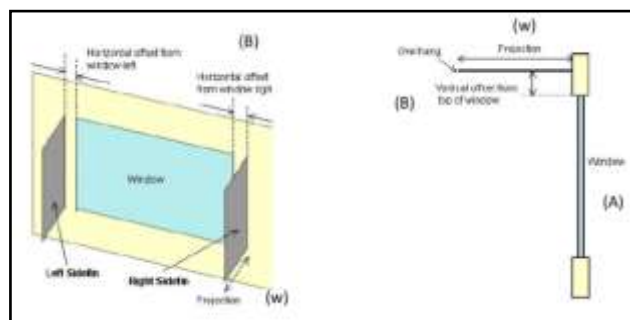 (B)
Horizontal offset from
window left
Horizontal offset
from window right
Window
Left Sidefin
Right Sidefin
Projection
(w)
(w)
Overhang
Projection
(B)
Vertical offset from
top of window
Window
(A)